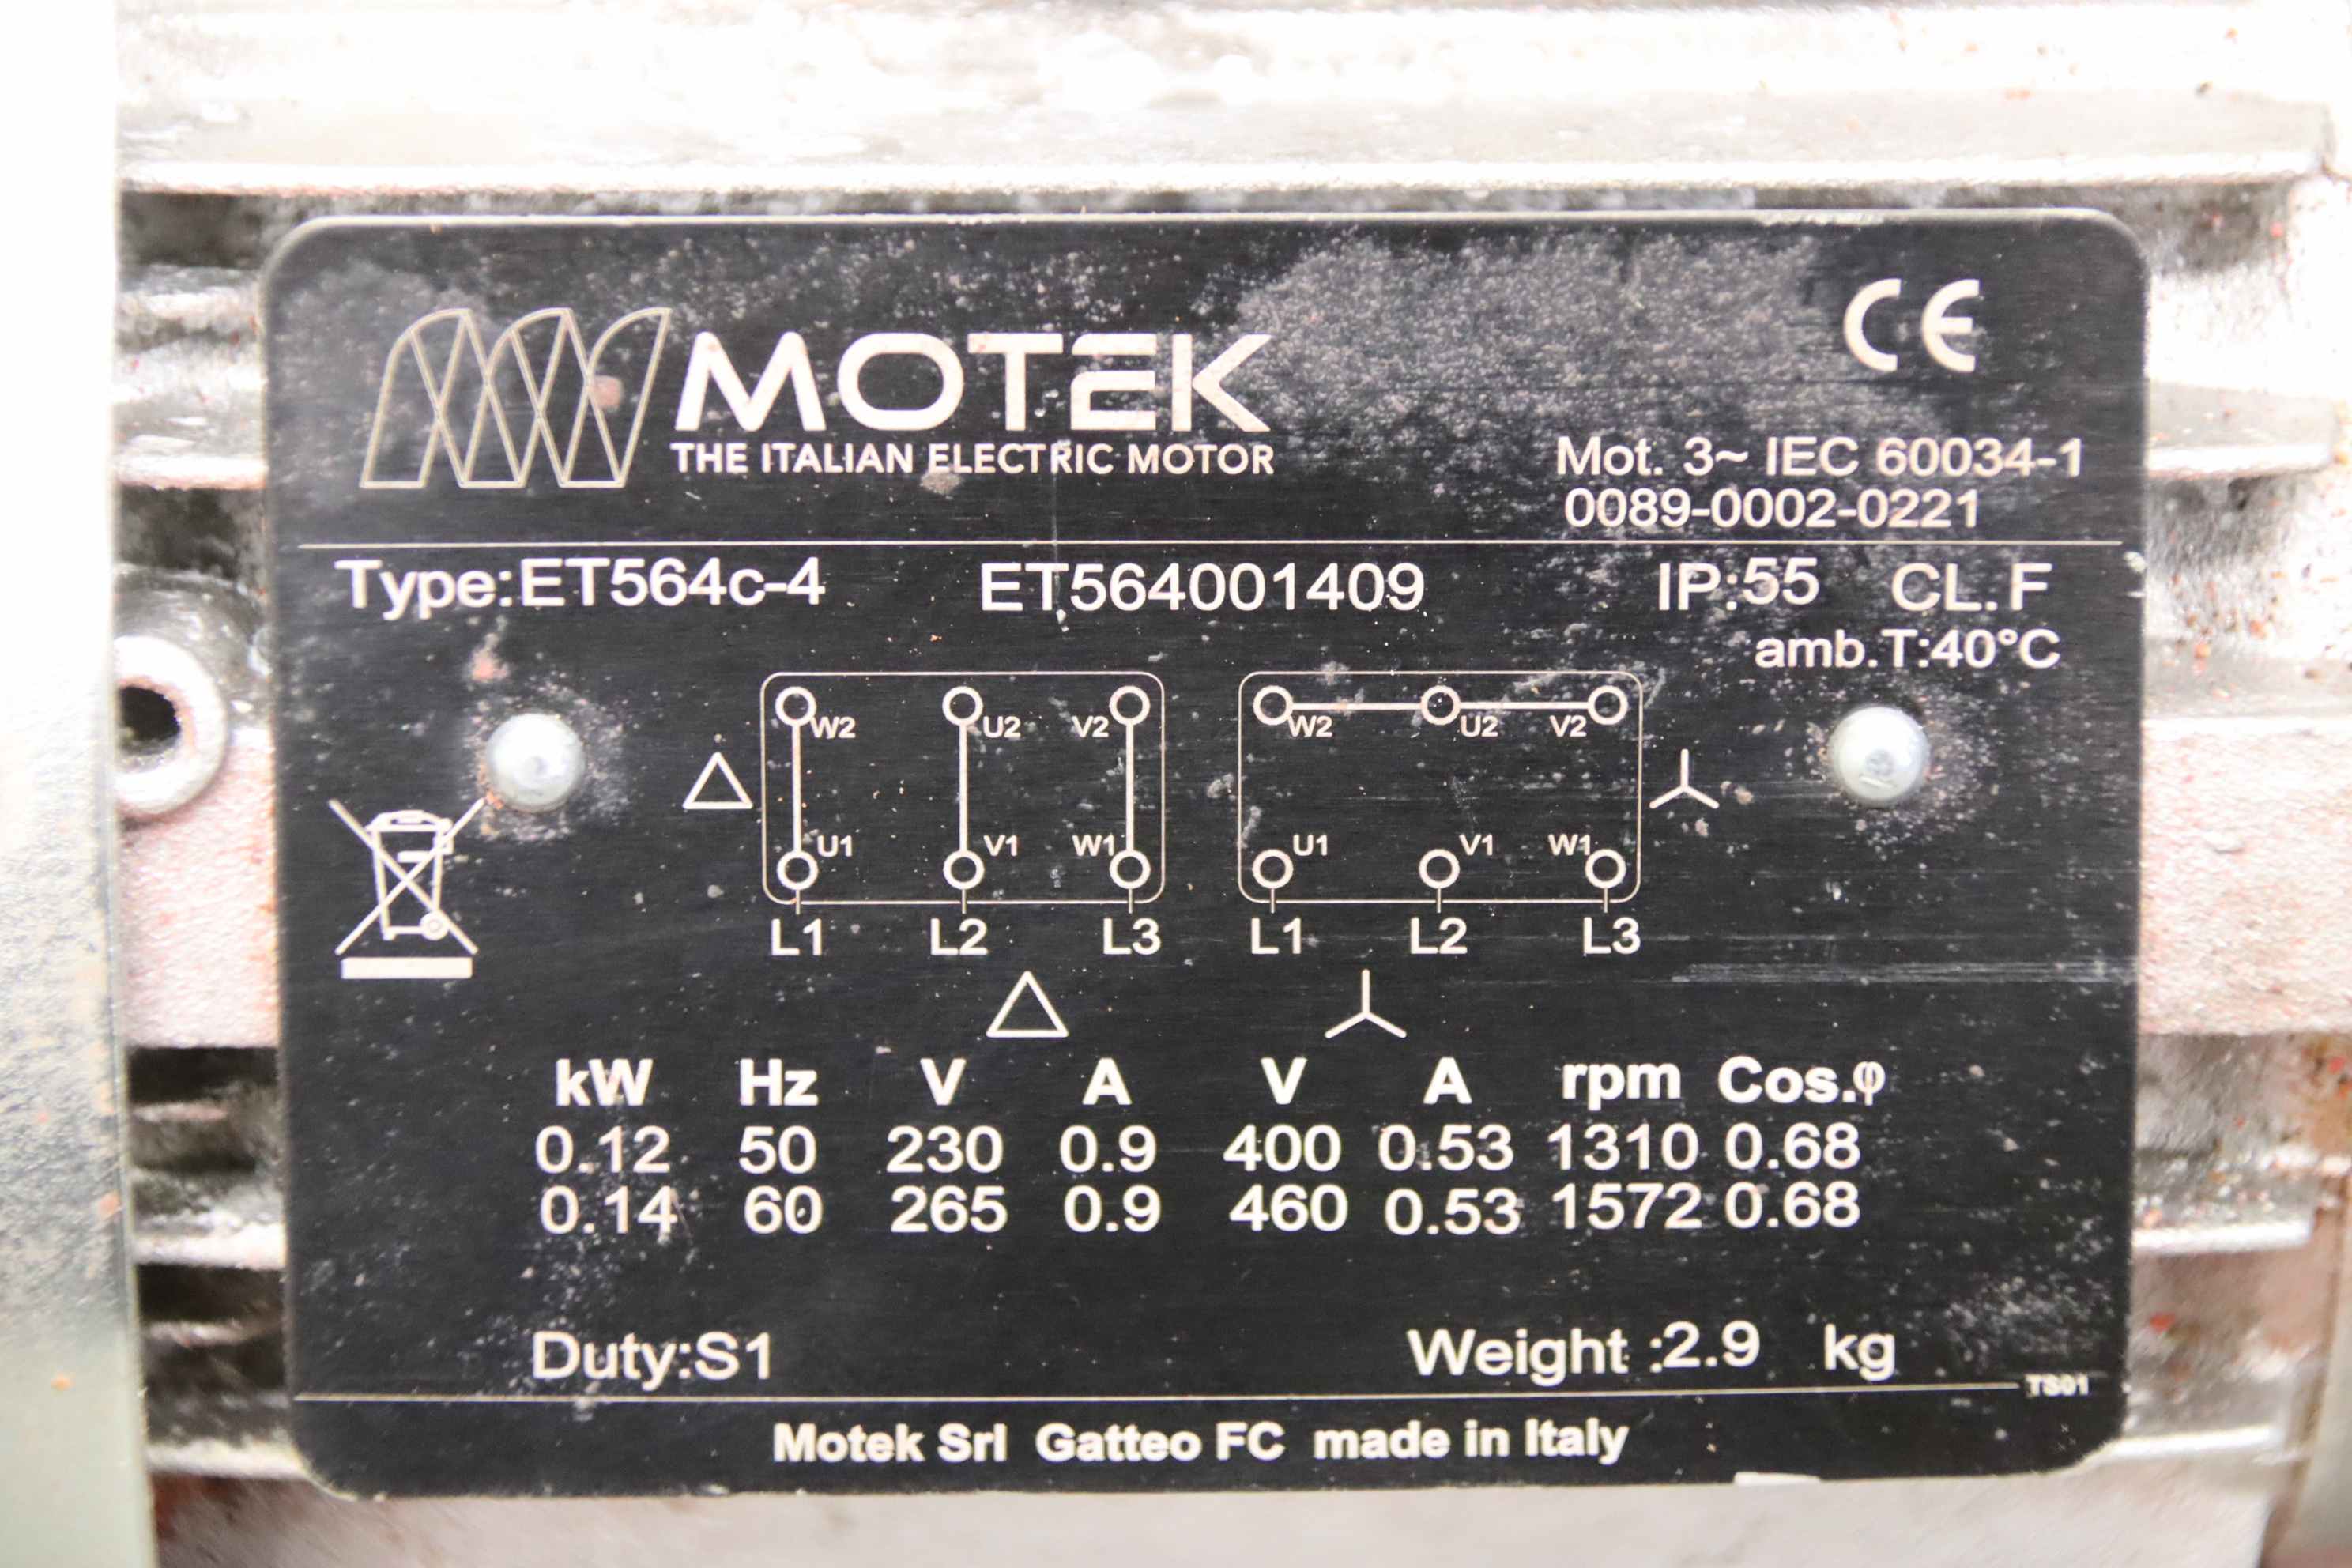 MOTEK
THE ITALIAN ELECTRIC MOTOR
CE
Mot. 3~ IEC 60034-1
0089-0002-0221
Type:ET564c-4 ET564001409 IP:55 CL.F
amb.T:40°C
W2 U2 V2 W2 U2 V2
U1 V1 W1 U1 V1 W1
L1 L2 L3 L1 L2 L3
kW Hz V A V A rpm Cos.φ
0.12 50 230 0.9 400 0.53 1310 0.68
0.14 60 265 0.9 460 0.53 1572 0.68
Duty:S1 Weight :2.9 kg
TS01
Motek Srl Gatteo FC made in Italy